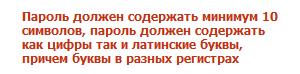 Пароль должен содержать минимум 10
символов, пароль должен содержать
как цифры так и латинские буквы,
причем буквы в разных регистрах